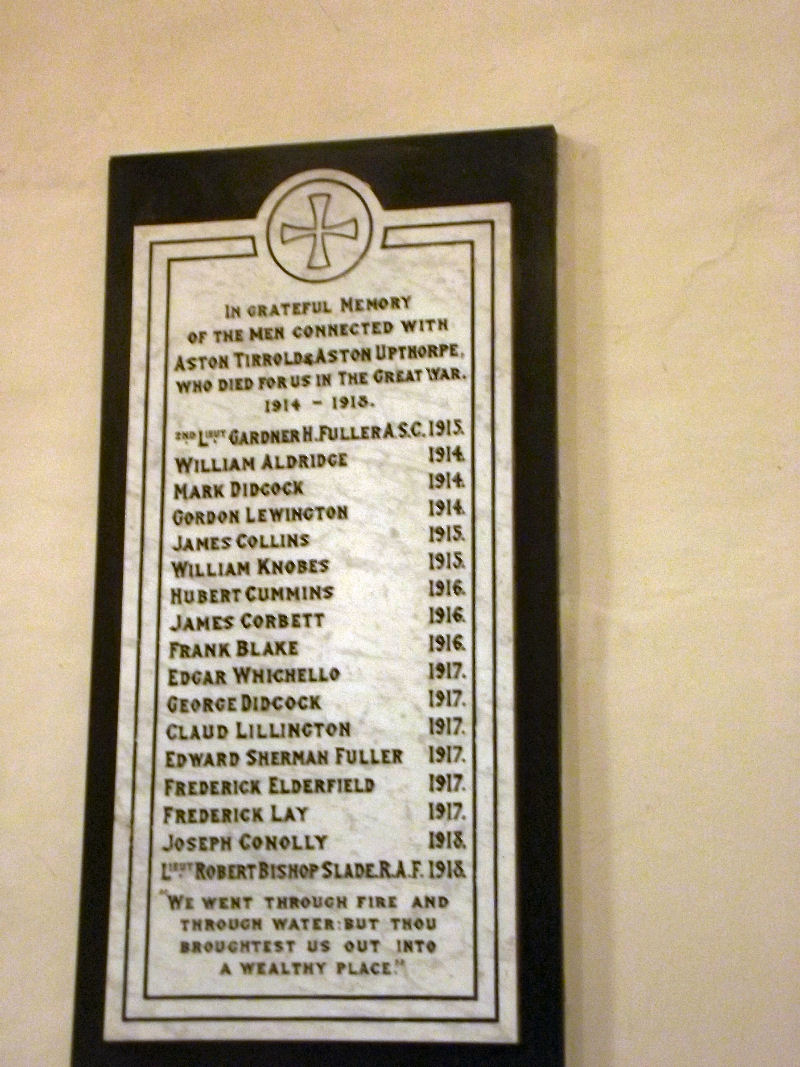 IN GRATEFUL MEMORY
OF THE MEN CONNECTED WITH
ASTON TIRROLD & ASTON UPTHORPE,
WHO DIED FOR US IN THE GREAT WAR.
1914 – 1918.
2ND LIEUT GARDNER H. FULLER A.S.C. 1915.
WILLIAM ALDRIDGE 1914.
MARK DIDCOCK 1914.
GORDON LEWINGTON 1914.
JAMES COLLINS 1915.
WILLIAM KNOBES 1915.
HUBERT CUMMINS 1916.
JAMES CORBETT 1916.
FRANK BLAKE 1916.
EDGAR WHICHELLO 1917.
GEORGE DIDCOCK 1917.
CLAUD LILLINGTON 1917.
EDWARD SHERMAN FULLER 1917.
FREDERICK ELDERFIELD 1917.
FREDERICK LAY 1917.
JOSEPH CONOLLY 1918.
LIEUT ROBERT BISHOP SLADE. R.A.F. 1918.
"WE WENT THROUGH FIRE AND
THROUGH WATER: BUT THOU
BROUGHTEST US OUT INTO
A WEALTHY PLACE."